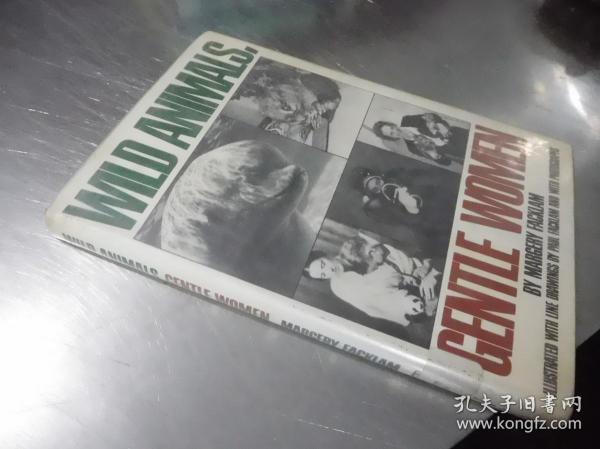 WILD ANIMALS,
GENTLE WOMEN
BY MARGERY FACKLAM
ILLUSTRATED WITH LINE DRAWINGS BY PAUL FACKLAM AND WITH PHOTOGRAPHS
WILD ANIMALS, GENTLE WOMEN MARGERY FACKLAM
孔夫子旧书网
www.kongfz.com